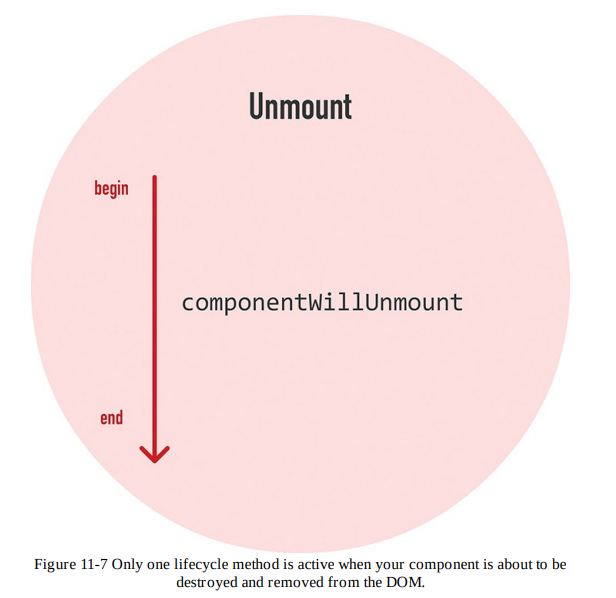 Unmount
begin
componentWillUnmount
end
Figure 11-7 Only one lifecycle method is active when your component is about to be
destroyed and removed from the DOM.